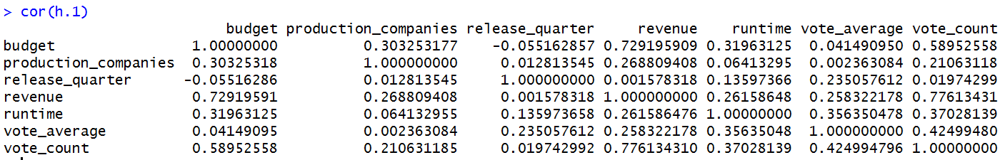 > cor(h.1)
budget production_companies release_quarter revenue runtime vote_average vote_count
budget 1.00000000 0.303253177 -0.055162857 0.729195909 0.31963125 0.041490950 0.58952558
production_companies 0.30325318 1.000000000 0.012813545 0.268809408 0.06413295 0.002363084 0.21063118
release_quarter -0.05516286 0.012813545 1.000000000 0.001578318 0.13597366 0.235057612 0.01974299
revenue 0.72919591 0.268809408 0.001578318 1.000000000 0.26158648 0.258322178 0.77613431
runtime 0.31963125 0.064132955 0.135973658 0.261586476 1.00000000 0.356350478 0.37028139
vote_average 0.04149095 0.002363084 0.235057612 0.258322178 0.35635048 1.000000000 0.42499480
vote_count 0.58952558 0.210631185 0.019742992 0.776134310 0.37028139 0.424994796 1.00000000